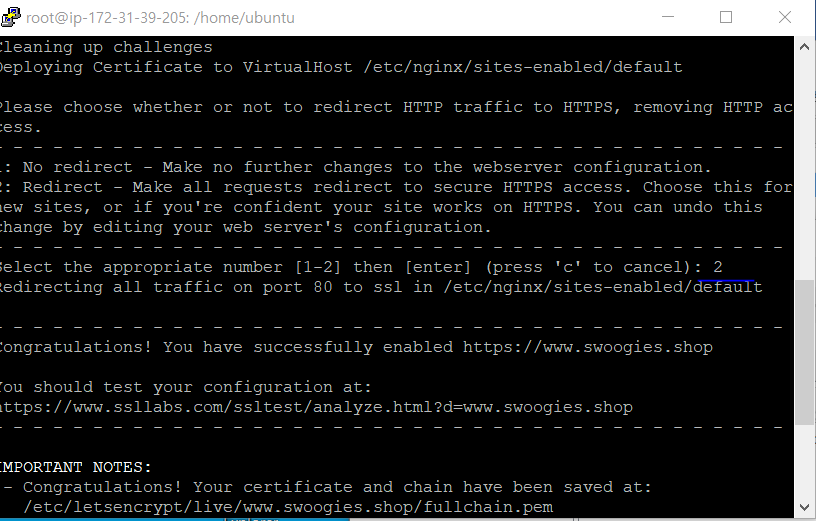 root@ip-172-31-39-205: /home/ubuntu
Cleaning up challenges
Deploying Certificate to VirtualHost /etc/nginx/sites-enabled/default
Please choose whether or not to redirect HTTP traffic to HTTPS, removing HTTP ac
cess.
- - - - - - - - - - - - - - - - - - - - - - - - - - - - - - - - - - - - - - - -
1: No redirect - Make no further changes to the webserver configuration.
2: Redirect - Make all requests redirect to secure HTTPS access. Choose this for
new sites, or if you're confident your site works on HTTPS. You can undo this
change by editing your web server's configuration.
- - - - - - - - - - - - - - - - - - - - - - - - - - - - - - - - - - - - - - - -
Select the appropriate number [1-2] then [enter] (press 'c' to cancel): 2
Redirecting all traffic on port 80 to ssl in /etc/nginx/sites-enabled/default
- - - - - - - - - - - - - - - - - - - - - - - - - - - - - - - - - - - - - - - -
Congratulations! You have successfully enabled https://www.swoogies.shop
You should test your configuration at:
https://www.ssllabs.com/ssltest/analyze.html?d=www.swoogies.shop
- - - - - - - - - - - - - - - - - - - - - - - - - - - - - - - - - - - - - - - -
IMPORTANT NOTES:
- Congratulations! Your certificate and chain have been saved at:
/etc/letsencrypt/live/www.swoogies.shop/fullchain.pem